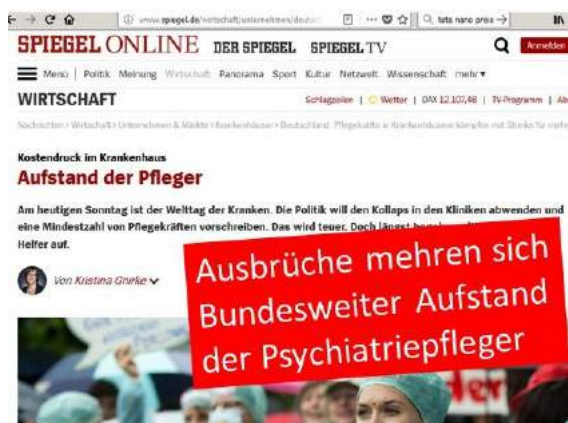 www.spiegel.de/wirtschaft/unternehmen/deutsc
tata nano preis
SPIEGEL ONLINE DER SPIEGEL SPIEGEL TV
Anmelden
Menü | Politik Meinung Wirtschaft Panorama Sport Kultur Netzwelt Wissenschaft mehr
WIRTSCHAFT
Schlagzeilen | Wetter | DAX 12.107,48 | TV-Programm | Ab
Nachrichten > Wirtschaft > Unternehmen & Märkte > Krankenhäuser > Deutschland: Pflegekräfte in Krankenhäusern kämpfen mit Streiks für mehr
Kostendruck im Krankenhaus
Aufstand der Pfleger
Am heutigen Sonntag ist der Welttag der Kranken. Die Politik will den Kollaps in den Kliniken abwenden und
eine Mindestzahl von Pflegekräften vorschreiben. Das wird teuer. Doch längst
Helfer auf.
Von Kristina Gnirke
Ausbrüche mehren sich
Bundesweiter Aufstand
der Psychiatriepfleger
der